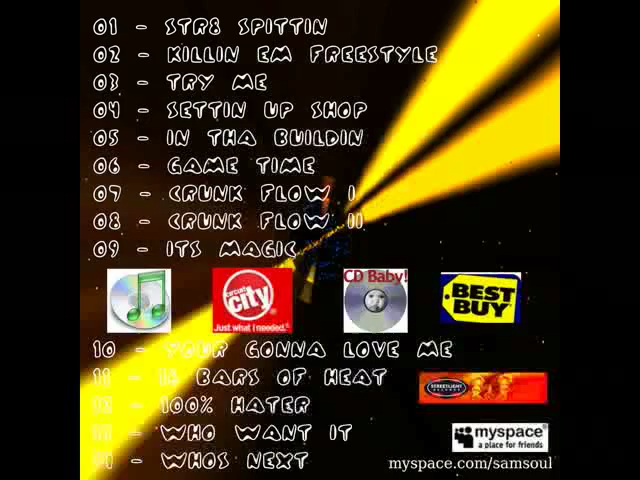 01 - STR8 SPITTIN
02 - KILLIN EM FREESTYLE
03 - TRY ME
04 - SETTIN UP SHOP
05 - IN THA BUILDIN
06 - GAME TIME
07 - CRUNK FLOW I
08 - CRUNK FLOW II
09 - ITS MAGIC
circuit city
Just what I needed.
CD Baby!
BEST BUY
10 - YOUR GONNA LOVE ME
BARS OF HEAT
STREETLIGHT RECORDS
12 - 100% HATER
- WHO WANT IT
myspace
a place for friends
- WHOS NEXT
myspace.com/samsoul